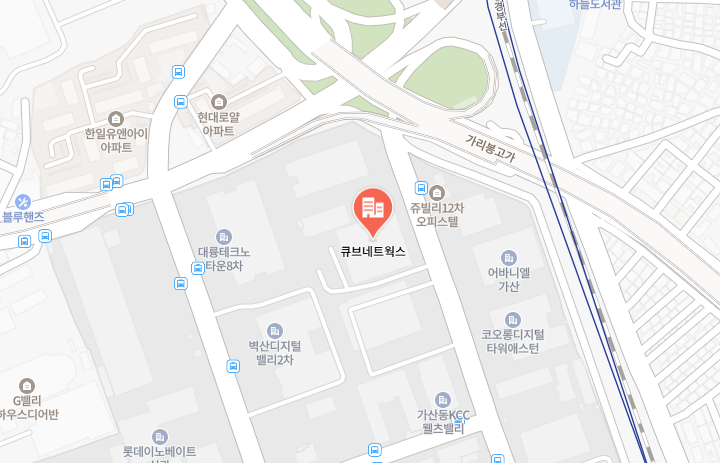 하늘도서관
경부선
현대로얄
아파트
한일유앤아이
아파트
가리봉고가
블루핸즈
쥬빌리12차
오피스텔
큐브네트웍스
대륭테크노
타운8차
어바니엘
가산
벽산디지털
밸리2차
코오롱디지털
타워애스턴
G밸리
하우스디어반
가산동KCC
웰츠밸리
롯데이노베이트